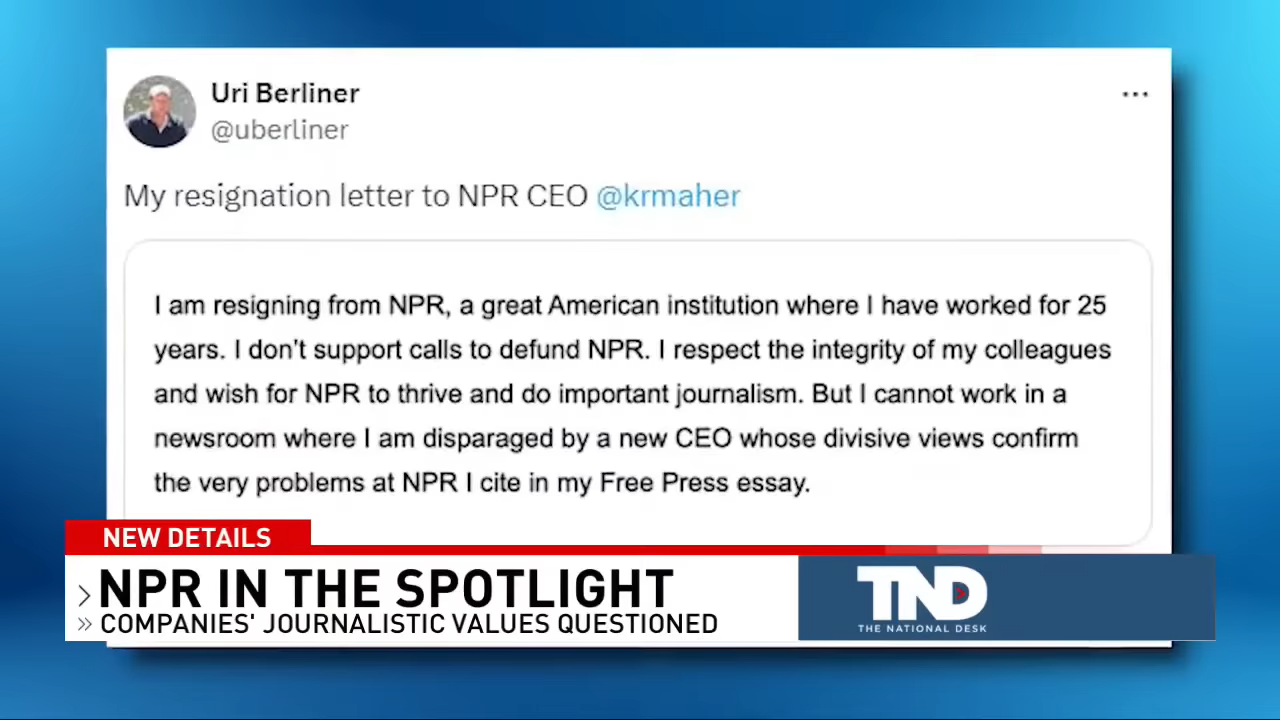 Uri Berliner
@uberliner
My resignation letter to NPR CEO @krmaher
I am resigning from NPR, a great American institution where I have worked for 25
years. I don't support calls to defund NPR. I respect the integrity of my colleagues
and wish for NPR to thrive and do important journalism. But I cannot work in a
newsroom where I am disparaged by a new CEO whose divisive views confirm
the very problems at NPR I cite in my Free Press essay.
NEW DETAILS
NPR IN THE SPOTLIGHT
COMPANIES' JOURNALISTIC VALUES QUESTIONED
TND
THE NATIONAL DESK